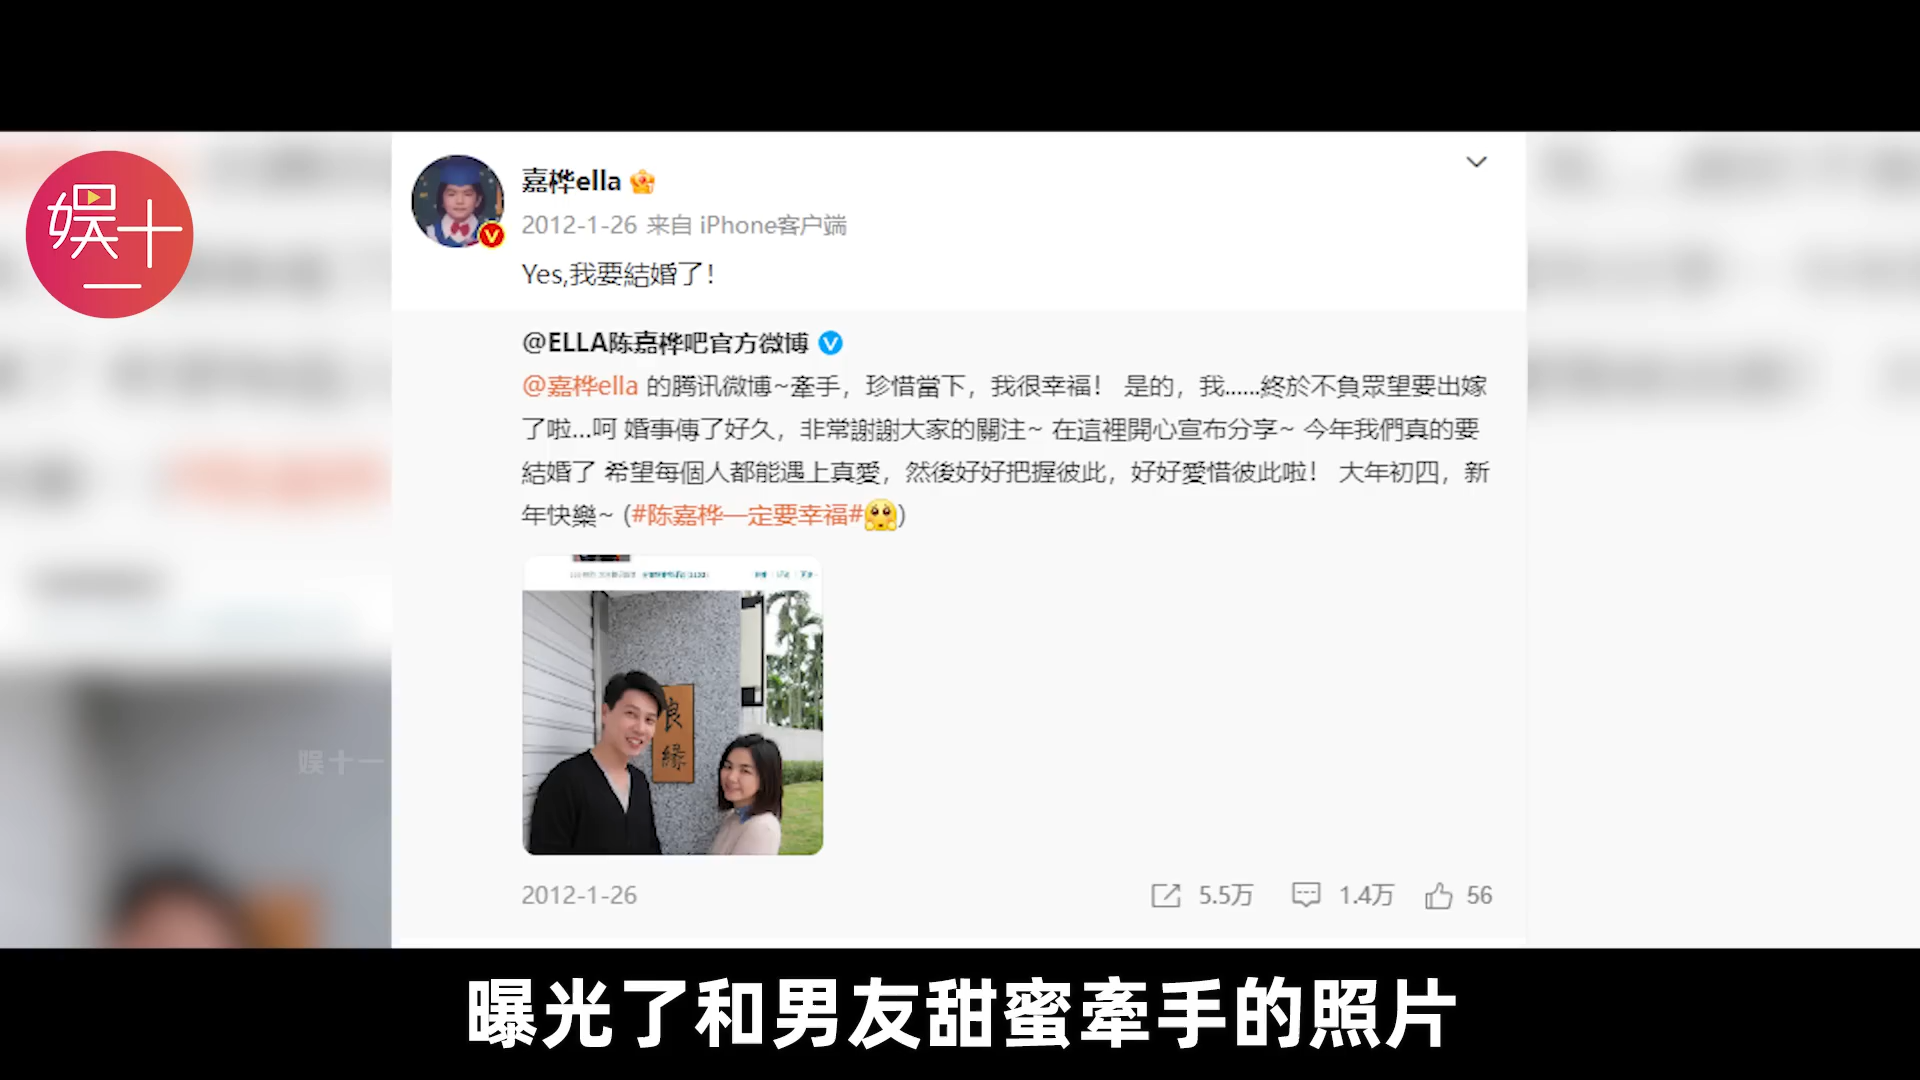 娱十一
嘉桦ella
2012-1-26 来自 iPhone客户端
Yes,我要結婚了！
@ELLA陈嘉桦吧官方微博
@嘉桦ella 的腾讯微博~牽手，珍惜當下，我很幸福！ 是的，我......終於不負眾望要出嫁
了啦...呵 婚事傳了好久，非常謝謝大家的關注~ 在這裡開心宣布分享~ 今年我們真的要
結婚了 希望每個人都能遇上真愛，然後好好把握彼此，好好愛惜彼此啦！ 大年初四，新
年快樂~ (#陈嘉桦一定要幸福#)
良緣
娱十一
2012-1-26
5.5万 1.4万 56
曝光了和男友甜蜜牽手的照片